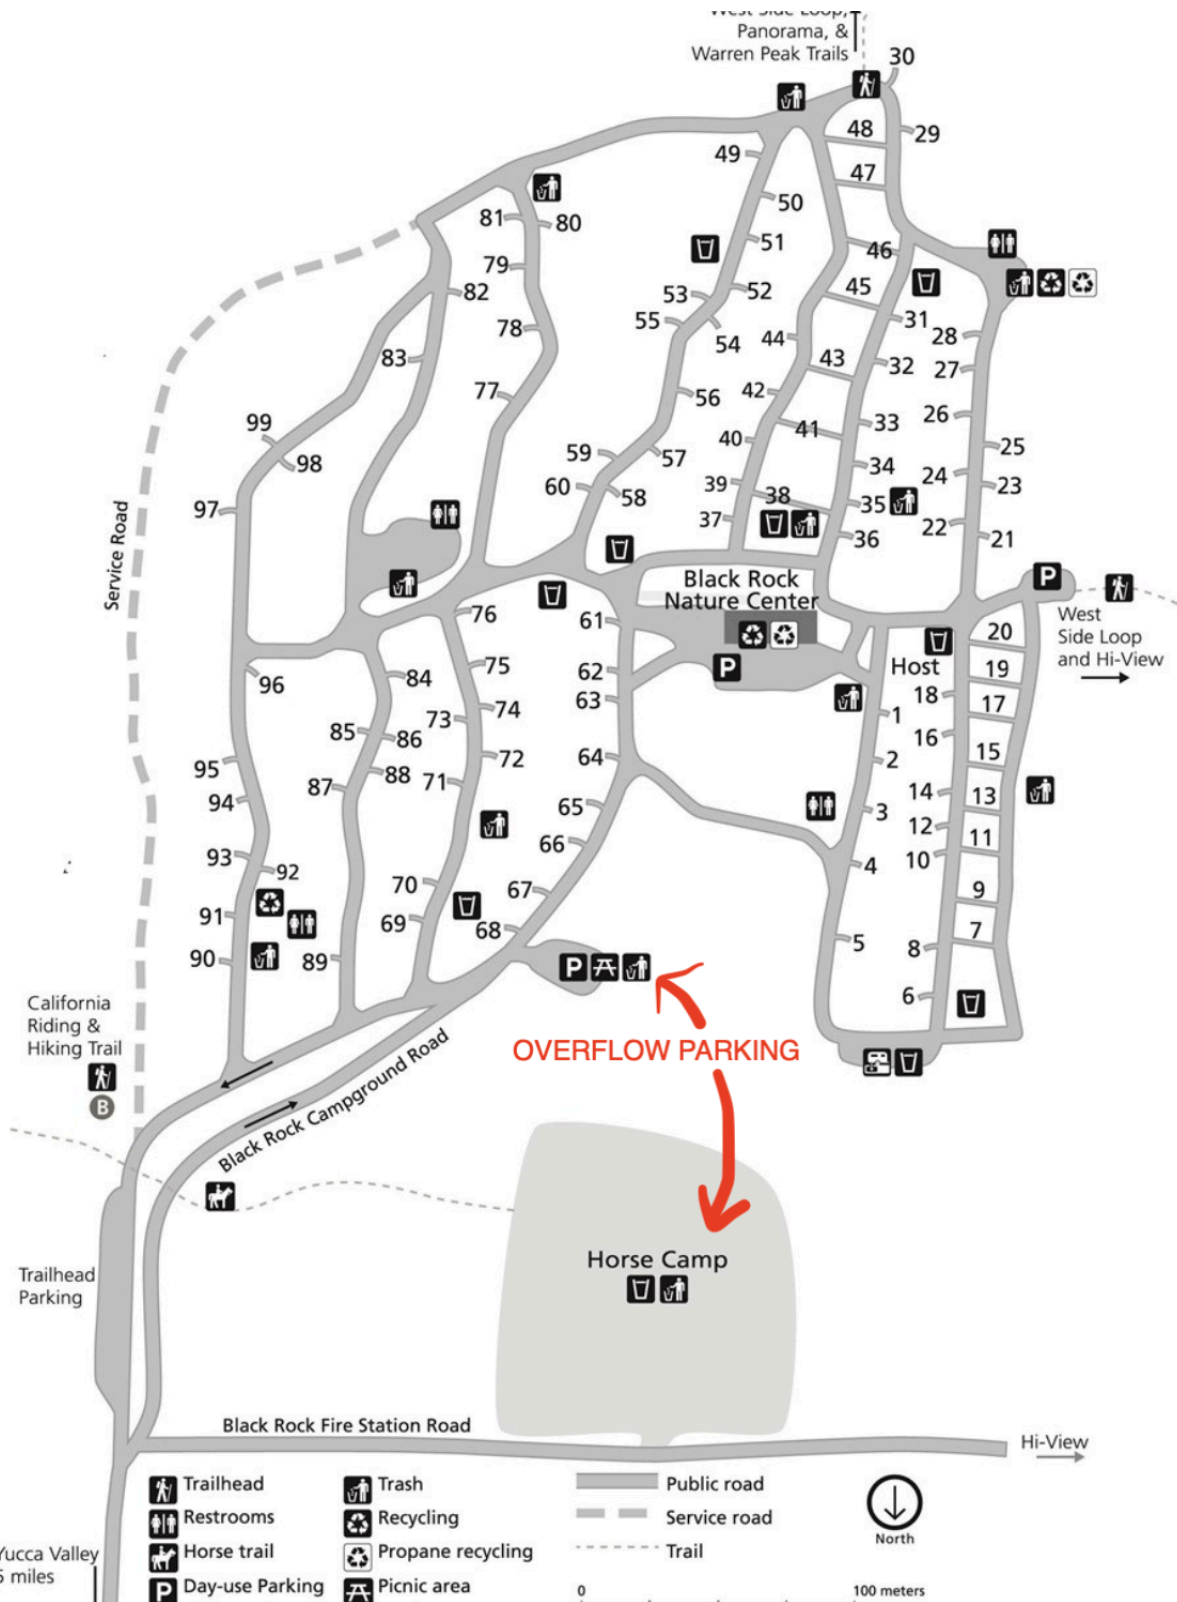 West Side Loop,
Panorama, &
Warren Peak Trails
30
48
29
49
47
50
81
80
51
46
79
82
53
52
45
55
31
28
78
54
44
83
43
32
27
77
56
42
99
26
33
41
40
25
59
57
98
34
24
60
58
39
38
23
97
35
37
22
36
21
Service Road
Black Rock
Nature Center
76
61
West
Side Loop
and Hi-View
20
Host
75
62
19
84
96
18
63
17
74
73
1
85
86
16
64
72
15
2
95
88
71
87
14
13
94
65
3
12
11
66
10
93
4
92
70
67
9
91
69
68
7
5
8
90
89
6
California
Riding &
Hiking Trail
B
OVERFLOW PARKING
Black Rock Campground Road
Trailhead
Parking
Horse Camp
Black Rock Fire Station Road
Hi-View
Trailhead
Restrooms
Horse trail
Day-use Parking
Trash
Recycling
Propane recycling
Picnic area
Public road
Service road
Trail
North
Yucca Valley
5 miles
0
100 meters
P
P
P
P